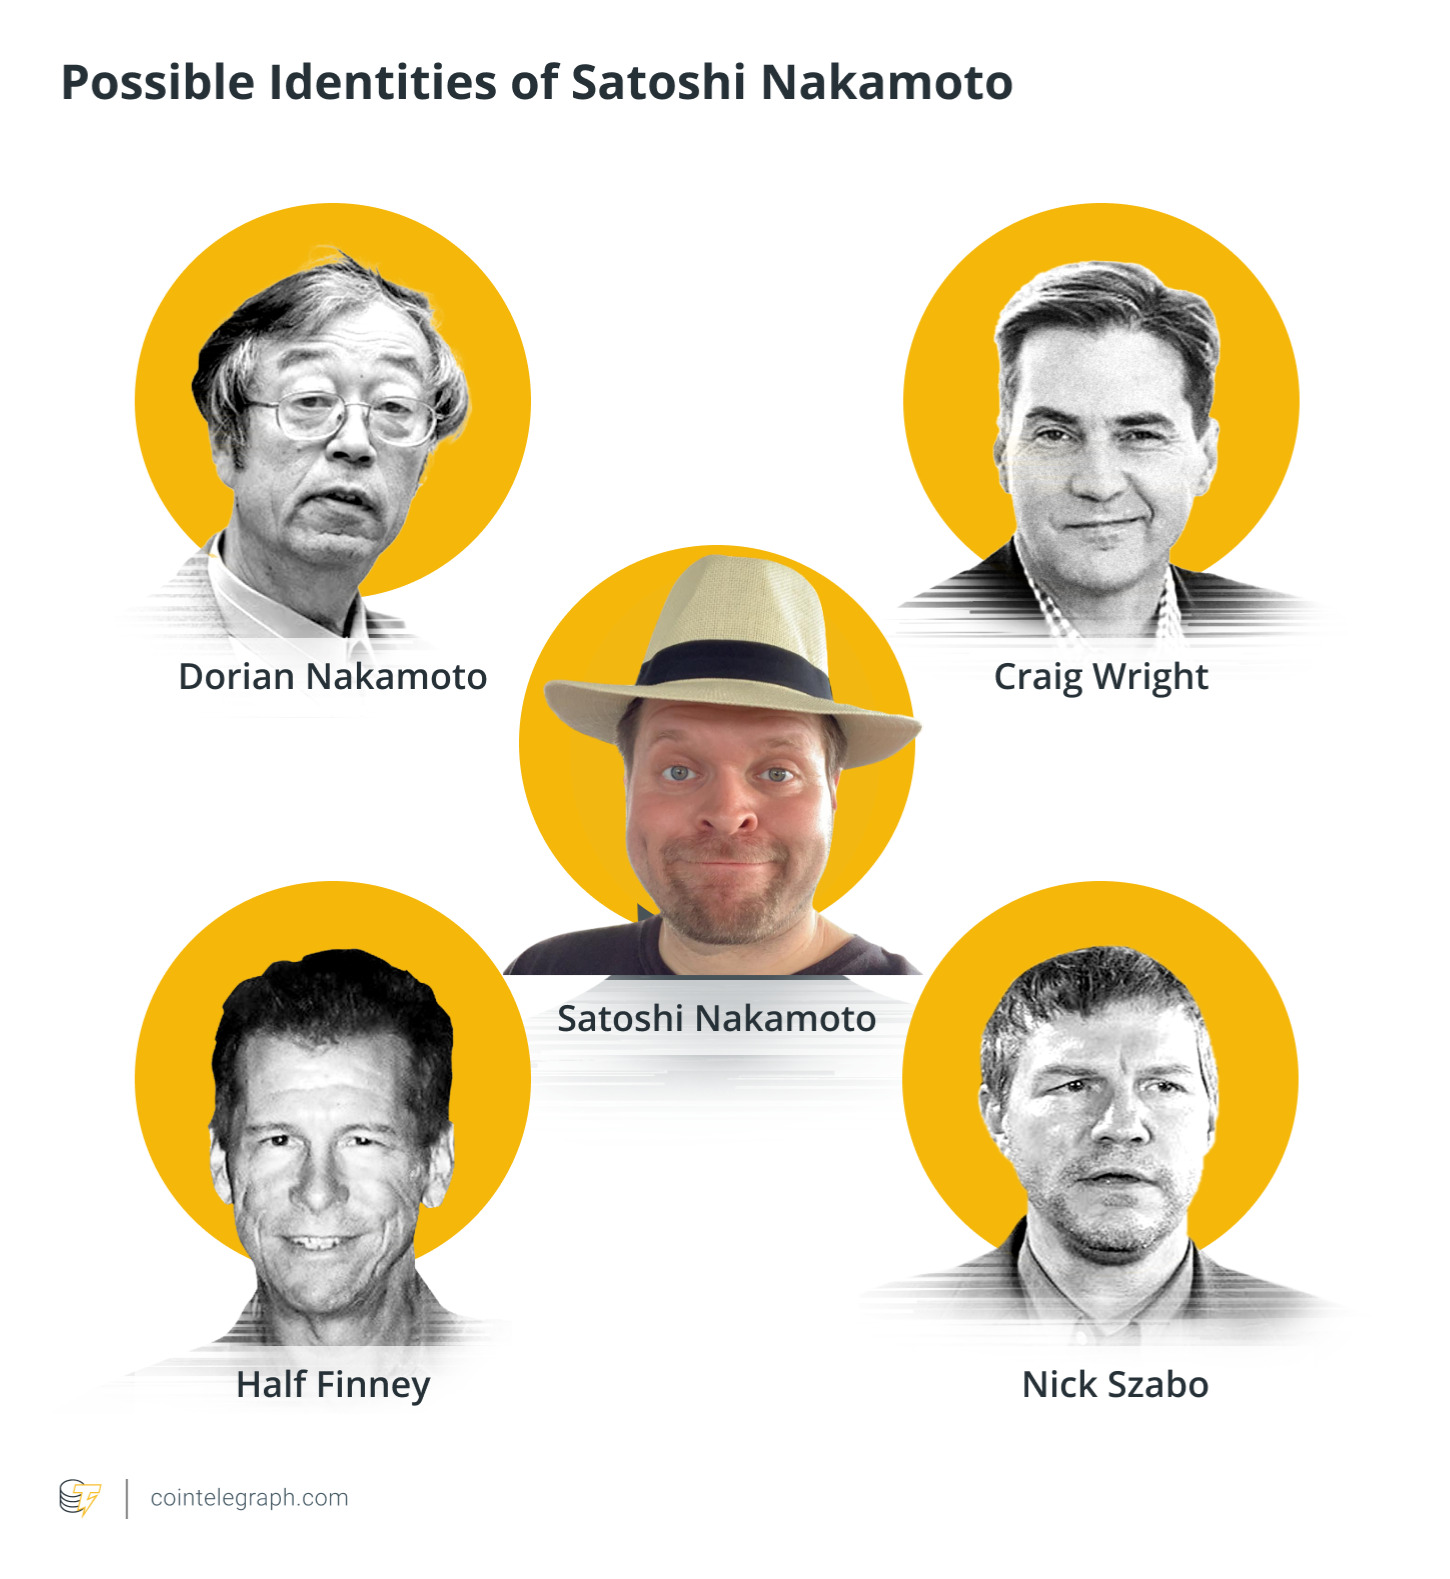 Possible Identities of Satoshi Nakamoto
Dorian Nakamoto
Craig Wright
Satoshi Nakamoto
Half Finney
Nick Szabo
cointelegraph.com